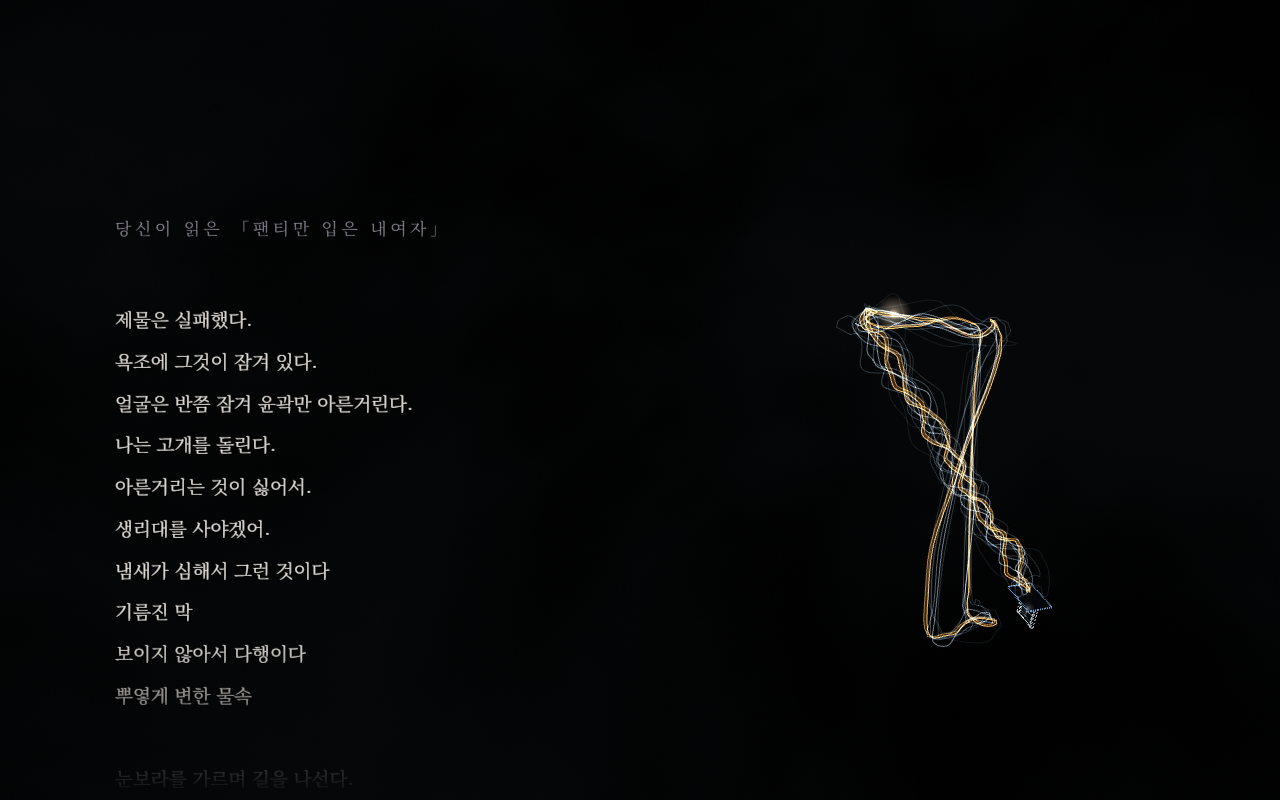 당신이 읽은 「팬티만 입은 내여자」
제물은 실패했다.
욕조에 그것이 잠겨 있다.
얼굴은 반쯤 잠겨 윤곽만 아른거린다.
나는 고개를 돌린다.
아른거리는 것이 싫어서.
생리대를 사야겠어.
냄새가 심해서 그런 것이다
기름진 막
보이지 않아서 다행이다
뿌옇게 변한 물속
눈보라를 가르며 길을 나선다.